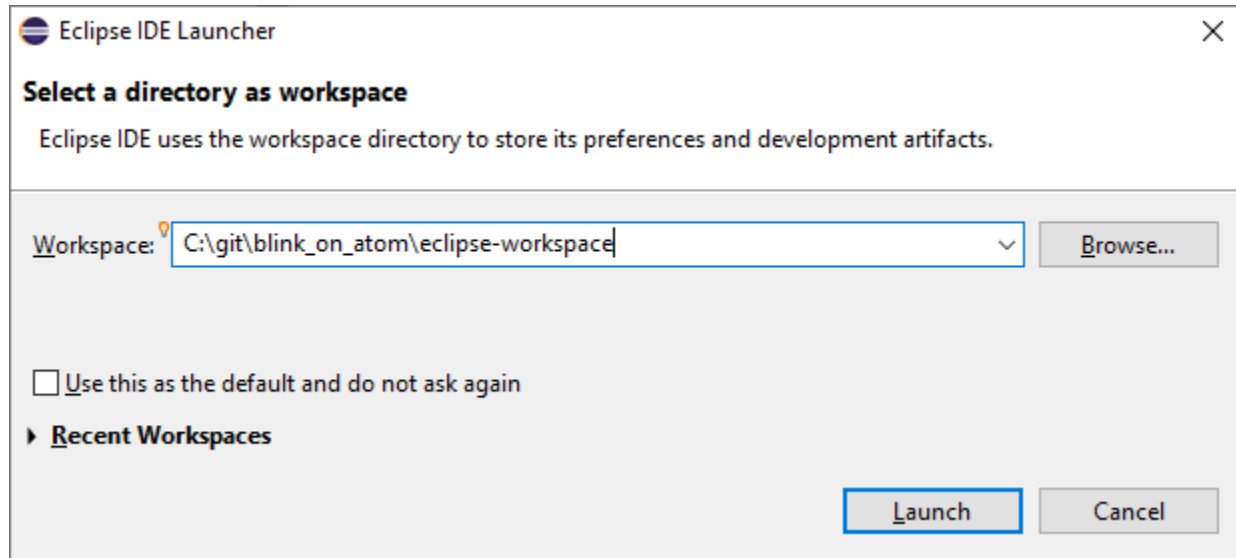 Eclipse IDE Launcher
Select a directory as workspace
Eclipse IDE uses the workspace directory to store its preferences and development artifacts.
Workspace: C:\git\blink_on_atom\eclipse-workspace Browse...
Use this as the default and do not ask again
Recent Workspaces
Launch Cancel